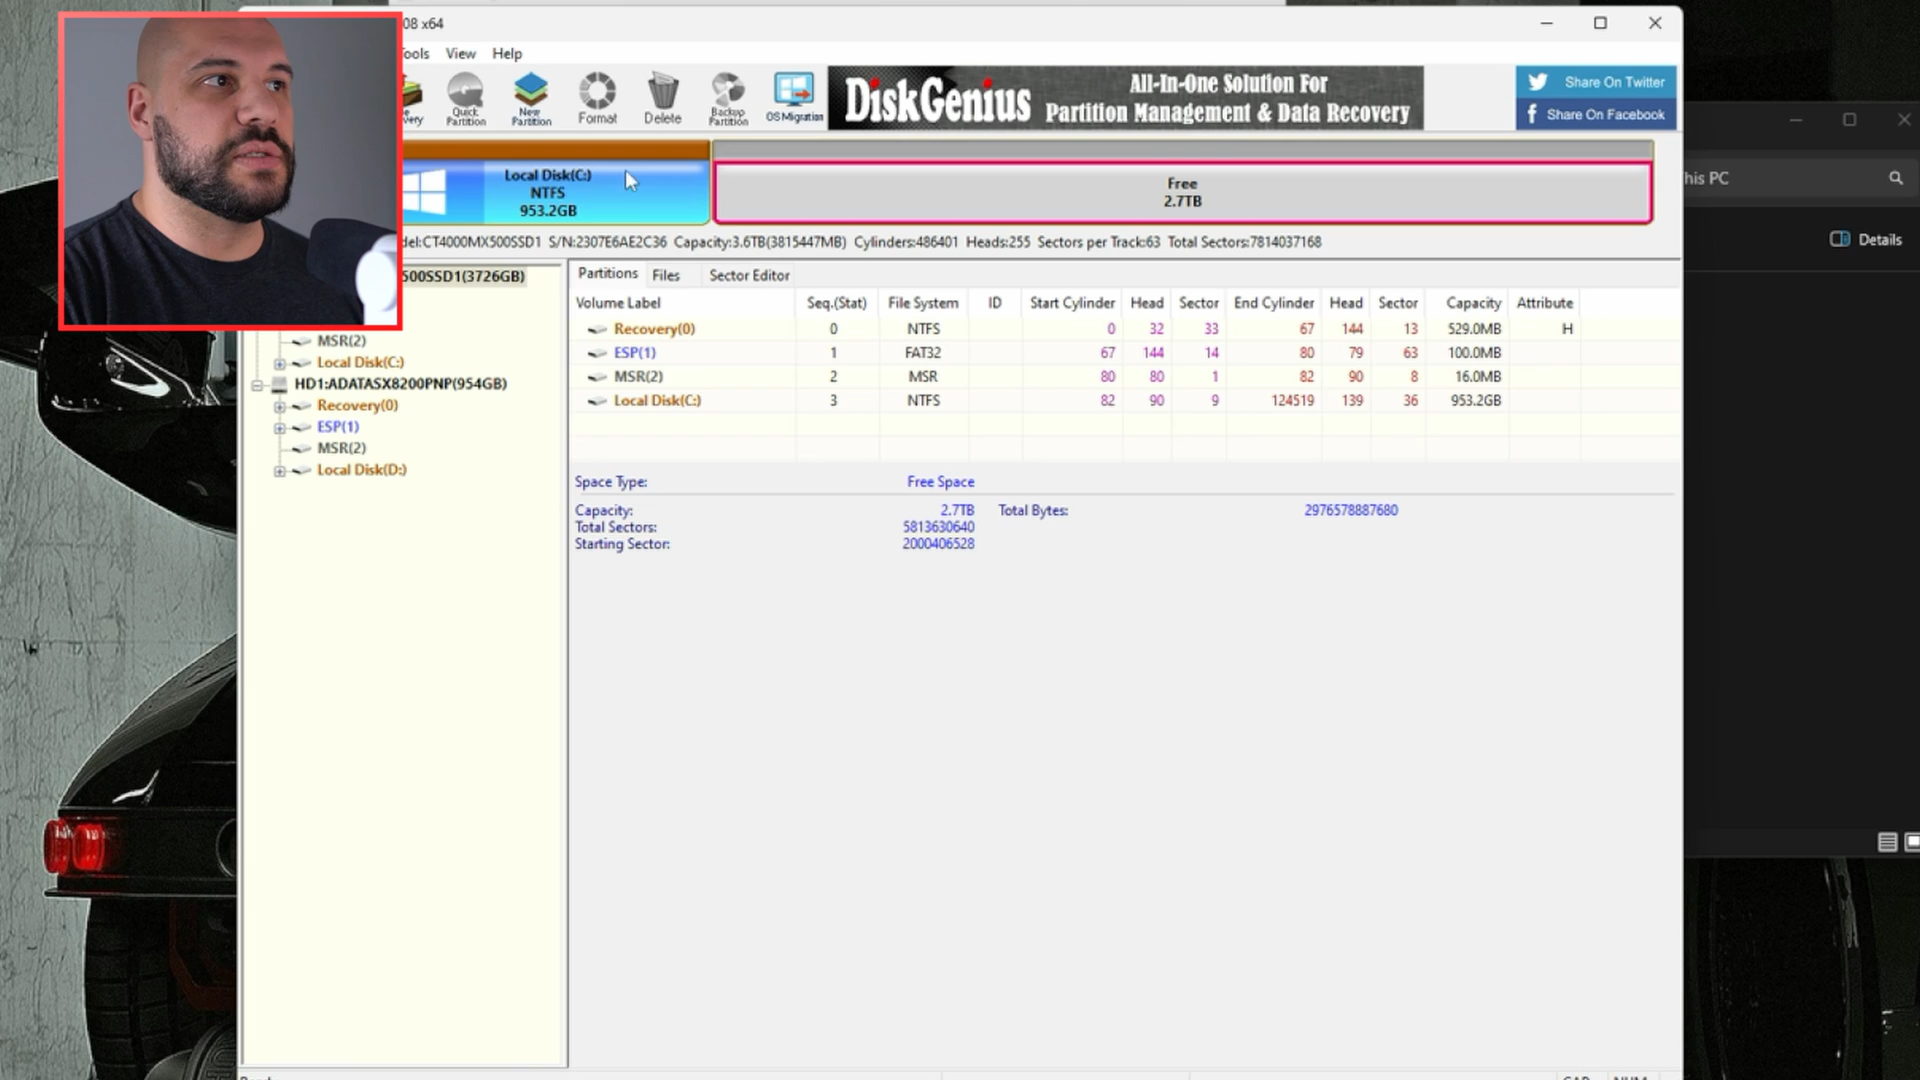 08 x64
Tools View Help
Quick Partition
New Partition
Format
Delete
Backup Partition
OS Migration
DiskGenius
All-In-One Solution For
Partition Management & Data Recovery
Share On Twitter
Share On Facebook
Local Disk(C:)
NTFS
953.2GB
Free
2.7TB
his PC
Details
del:CT4000MX500SSD1 S/N:2307E6AE2C36 Capacity:3.6TB(3815447MB) Cylinders:486401 Heads:255 Sectors per Track:63 Total Sectors:7814037168
500SSD1(3726GB)
MSR(2)
Local Disk(C:)
HD1:ADATASX8200PNP(954GB)
Recovery(0)
ESP(1)
MSR(2)
Local Disk(D:)
Partitions Files Sector Editor
Volume Label Seq.(Stat) File System ID Start Cylinder Head Sector End Cylinder Head Sector Capacity Attribute
Recovery(0) 0 NTFS 0 32 33 67 144 13 529.0MB H
ESP(1) 1 FAT32 67 144 14 80 79 63 100.0MB
MSR(2) 2 MSR 80 80 1 82 90 8 16.0MB
Local Disk(C:) 3 NTFS 82 90 9 124519 139 36 953.2GB
Space Type: Free Space
Capacity: 2.7TB Total Bytes: 2976578887680
Total Sectors: 5813630640
Starting Sector: 2000406528